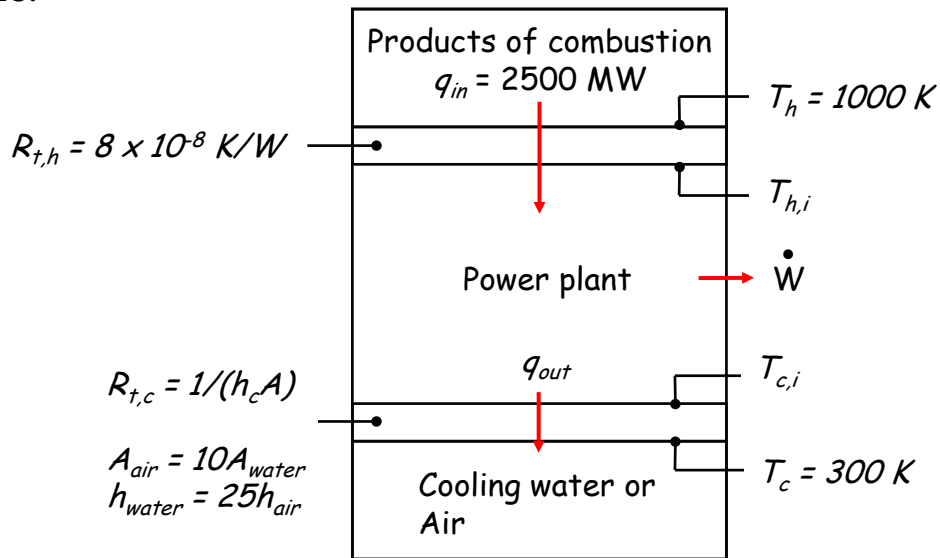 Products of combustion
q_in = 2500 MW
T_h = 1000 K
R_t,h = 8 x 10^-8 K/W
T_h,i
Power plant
Ẇ
q_out
T_c,i
R_t,c = 1/(h_cA)
A_air = 10A_water
h_water = 25h_air
T_c = 300 K
Cooling water or
Air